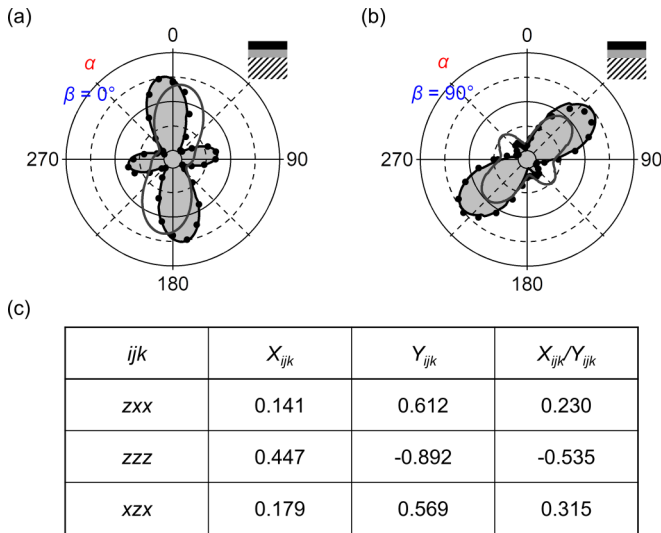 (a)
(b)
0
0
α
β = 0°
α
β = 90°
270
90
270
90
180
180
(c)
ijk Xijk Yijk Xijk/Yijk
zxx 0.141 0.612 0.230
zzz 0.447 -0.892 -0.535
xzx 0.179 0.569 0.315